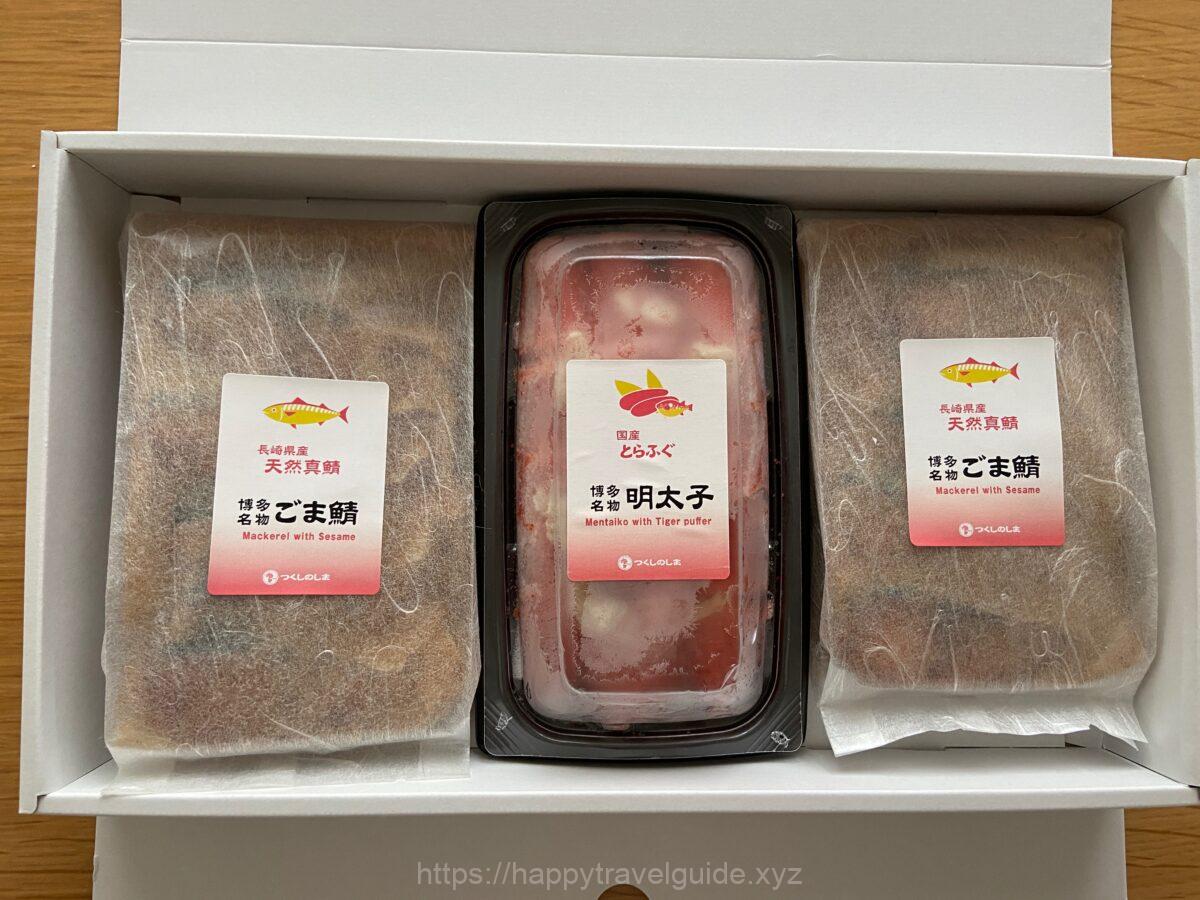 長崎県産
天然真鯖
博多名物 ごま鯖
Mackerel with Sesame
つくしのしま
国産
とらふぐ
博多名物 明太子
Mentaiko with Tiger puffer
つくしのしま
長崎県産
天然真鯖
博多名物 ごま鯖
Mackerel with Sesame
つくしのしま
https://happytravelguide.xyz